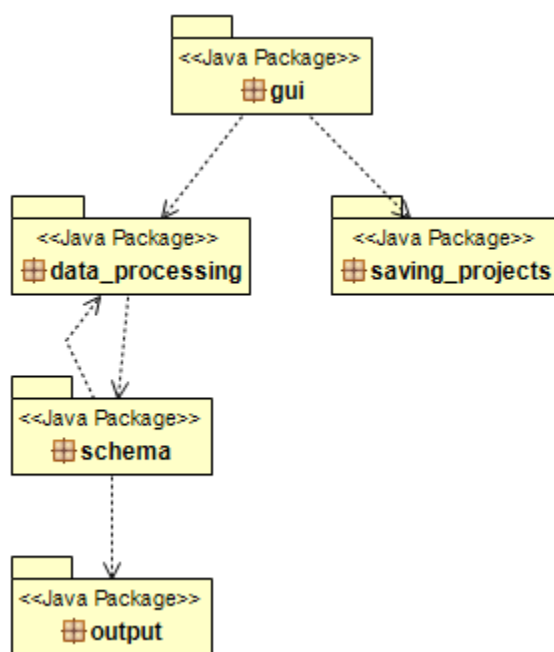 <<Java Package>>
gui
<<Java Package>>
data_processing
<<Java Package>>
saving_projects
<<Java Package>>
schema
<<Java Package>>
output